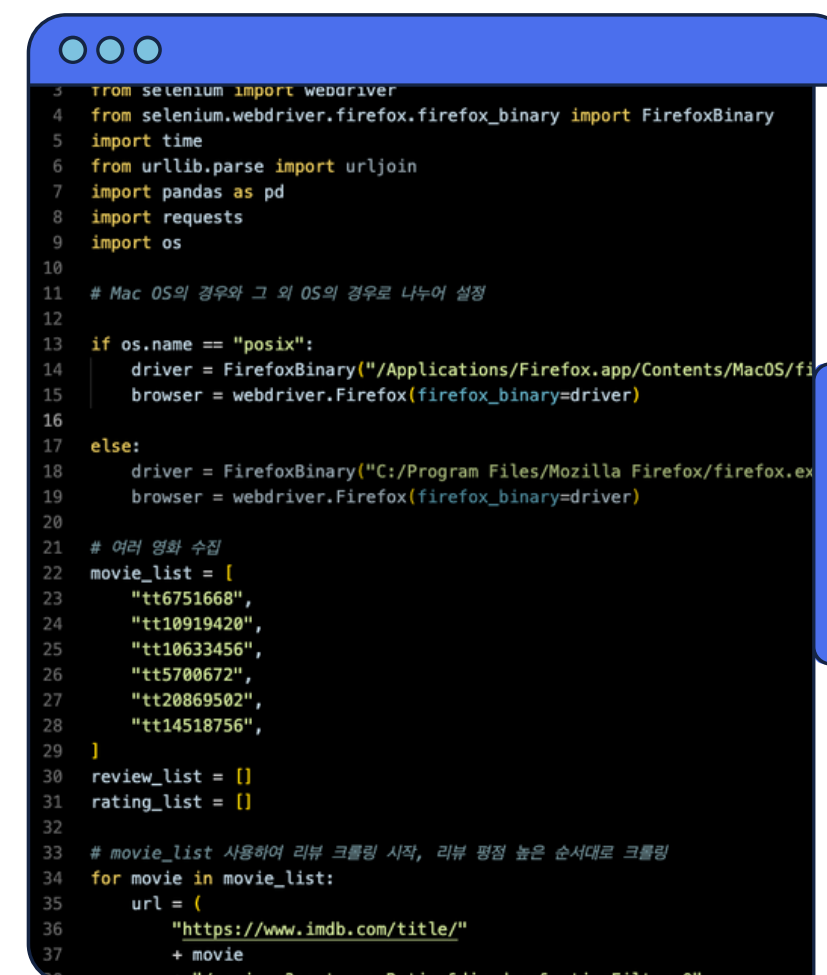 3 from selenium import webdriver
4 from selenium.webdriver.firefox.firefox_binary import FirefoxBinary
5 import time
6 from urllib.parse import urljoin
7 import pandas as pd
8 import requests
9 import os
10
11 # Mac OS의 경우와 그 외 OS의 경우로 나누어 설정
12
13 if os.name == "posix":
14 driver = FirefoxBinary("/Applications/Firefox.app/Contents/MacOS/fi
15 browser = webdriver.Firefox(firefox_binary=driver)
16
17 else:
18 driver = FirefoxBinary("C:/Program Files/Mozilla Firefox/firefox.ex
19 browser = webdriver.Firefox(firefox_binary=driver)
20
21 # 여러 영화 수집
22 movie_list = [
23 "tt6751668",
24 "tt10919420",
25 "tt10633456",
26 "tt5700672",
27 "tt20869502",
28 "tt14518756",
29 ]
30 review_list = []
31 rating_list = []
32
33 # movie_list 사용하여 리뷰 크롤링 시작, 리뷰 평점 높은 순서대로 크롤링
34 for movie in movie_list:
35 url = (
36 "https://www.imdb.com/title/"
37 + movie